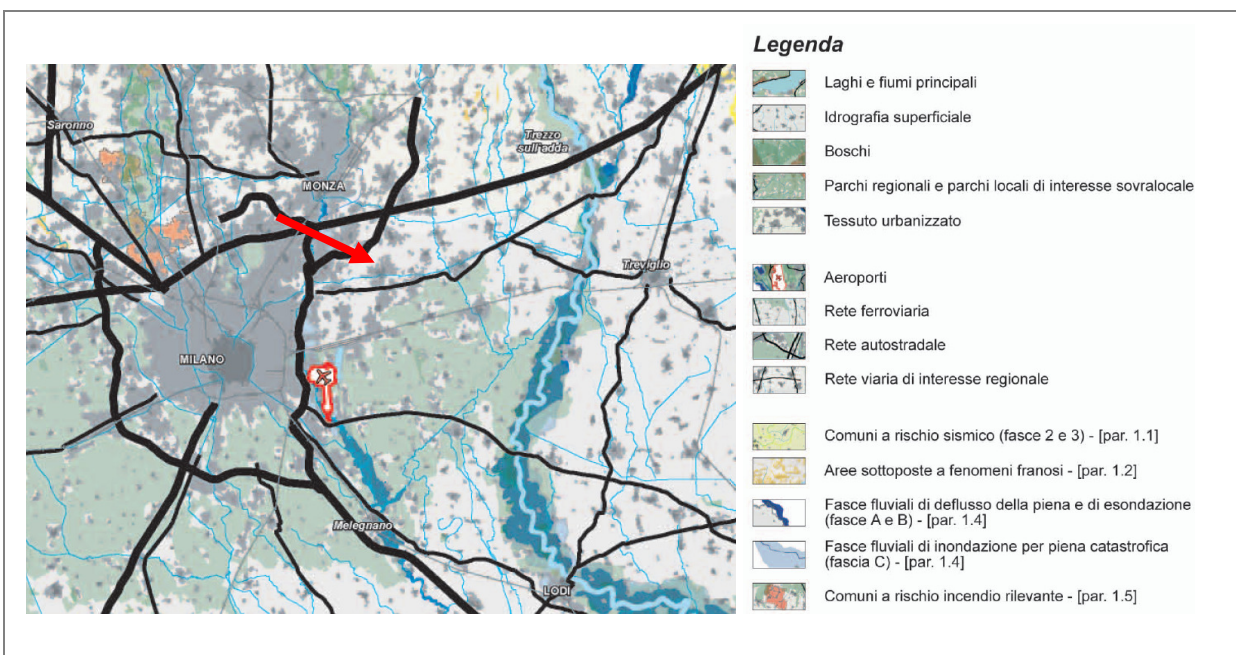 Legenda
Laghi e fiumi principali
Idrografia superficiale
Boschi
Parchi regionali e parchi locali di interesse sovralocale
Tessuto urbanizzato
Aeroporti
Rete ferroviaria
Rete autostradale
Rete viaria di interesse regionale
Comuni a rischio sismico (fasce 2 e 3) - [par. 1.1]
Aree sottoposte a fenomeni franosi - [par. 1.2]
Fasce fluviali di deflusso della piena e di esondazione
(fasce A e B) - [par. 1.4]
Fasce fluviali di inondazione per piena catastrofica
(fascia C) - [par. 1.4]
Comuni a rischio incendio rilevante - [par. 1.5]
Saronno
Trezzo
sull'adda
MONZA
Treviglio
MILANO
Melegnano
LODI